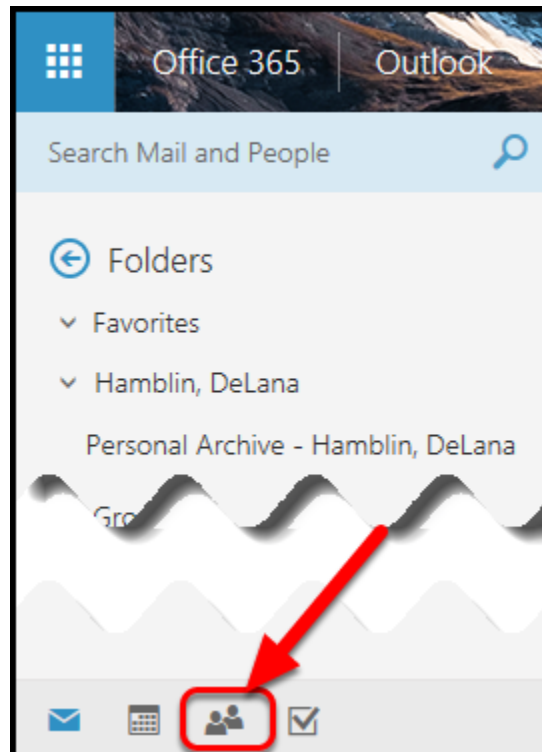 Office 365 Outlook
Search Mail and People
Folders
Favorites
Hamblin, DeLana
Personal Archive - Hamblin, DeLana